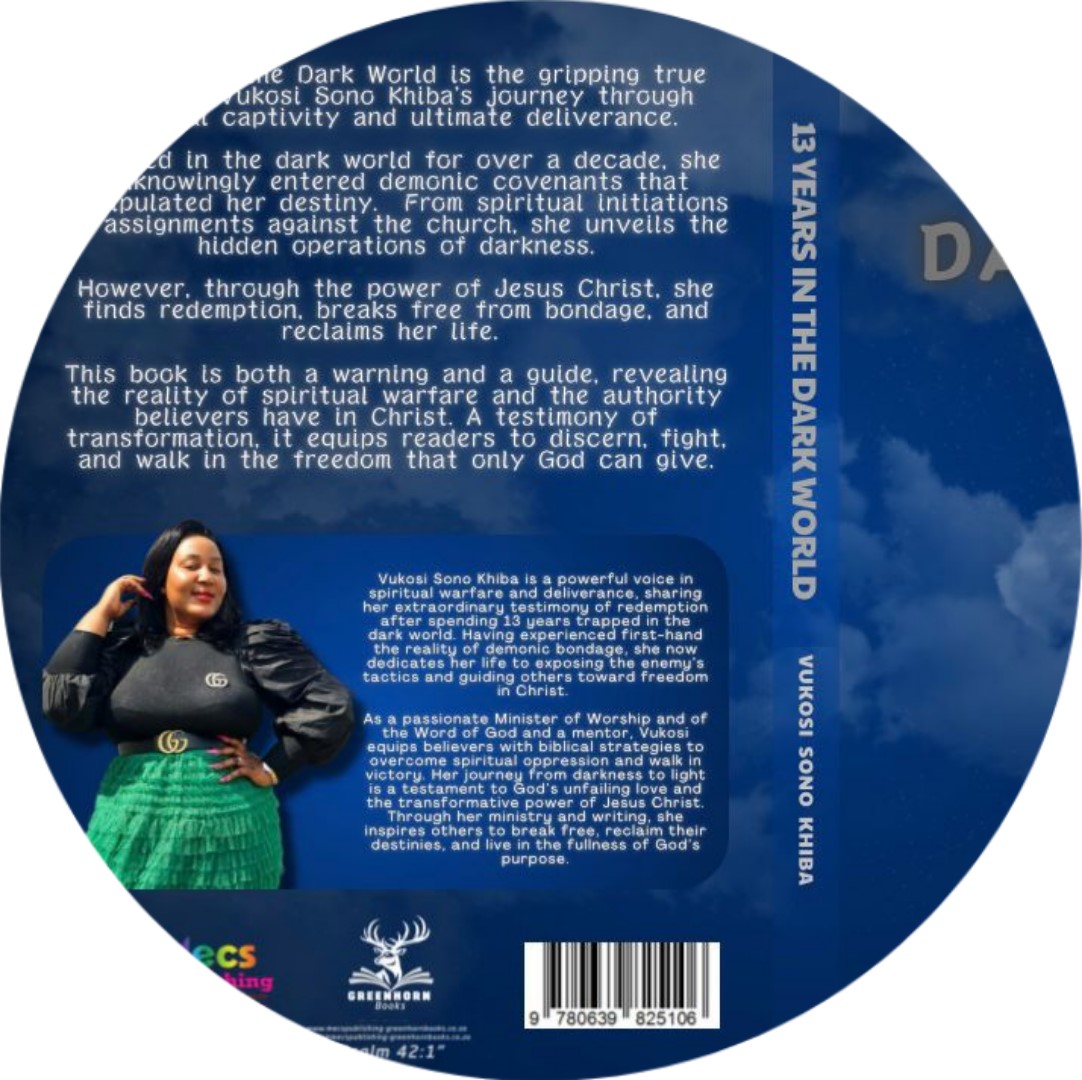 Dark World is the gripping true
Vukosi Sono Khiba's journey through
captivity and ultimate deliverance.
in the dark world for over a decade, she
entered demonic covenants that
her destiny. From spiritual initiations
assignments against the church, she unveils the
hidden operations of darkness.
However, through the power of Jesus Christ, she
finds redemption, breaks free from bondage, and
reclaims her life.
This book is both a warning and a guide, revealing
the reality of spiritual warfare and the authority
believers have in Christ. A testimony of
transformation, it equips readers to discern, fight,
and walk in the freedom that only God can give.
Vukosi Sono Khiba is a powerful voice in
spiritual warfare and deliverance, sharing
her extraordinary testimony of redemption
after spending 13 years trapped in the
dark world. Having experienced first-hand
the reality of demonic bondage, she now
dedicates her life to exposing the enemy's
tactics and guiding others toward freedom
in Christ.
As a passionate Minister of Worship and of
the Word of God and a mentor, Vukosi
equips believers with biblical strategies to
overcome spiritual oppression and walk in
victory. Her journey from darkness to light
is a testament to God's unfailing love and
the transformative power of Jesus Christ.
Through her ministry and writing, she
inspires others to break free, reclaim their
destinies, and live in the fullness of God's
purpose.
GREENHORN
Books
9 780639 825106
42:1"
13 YEARS IN THE DARK WORLD
VUKOSI SONO KHIBA